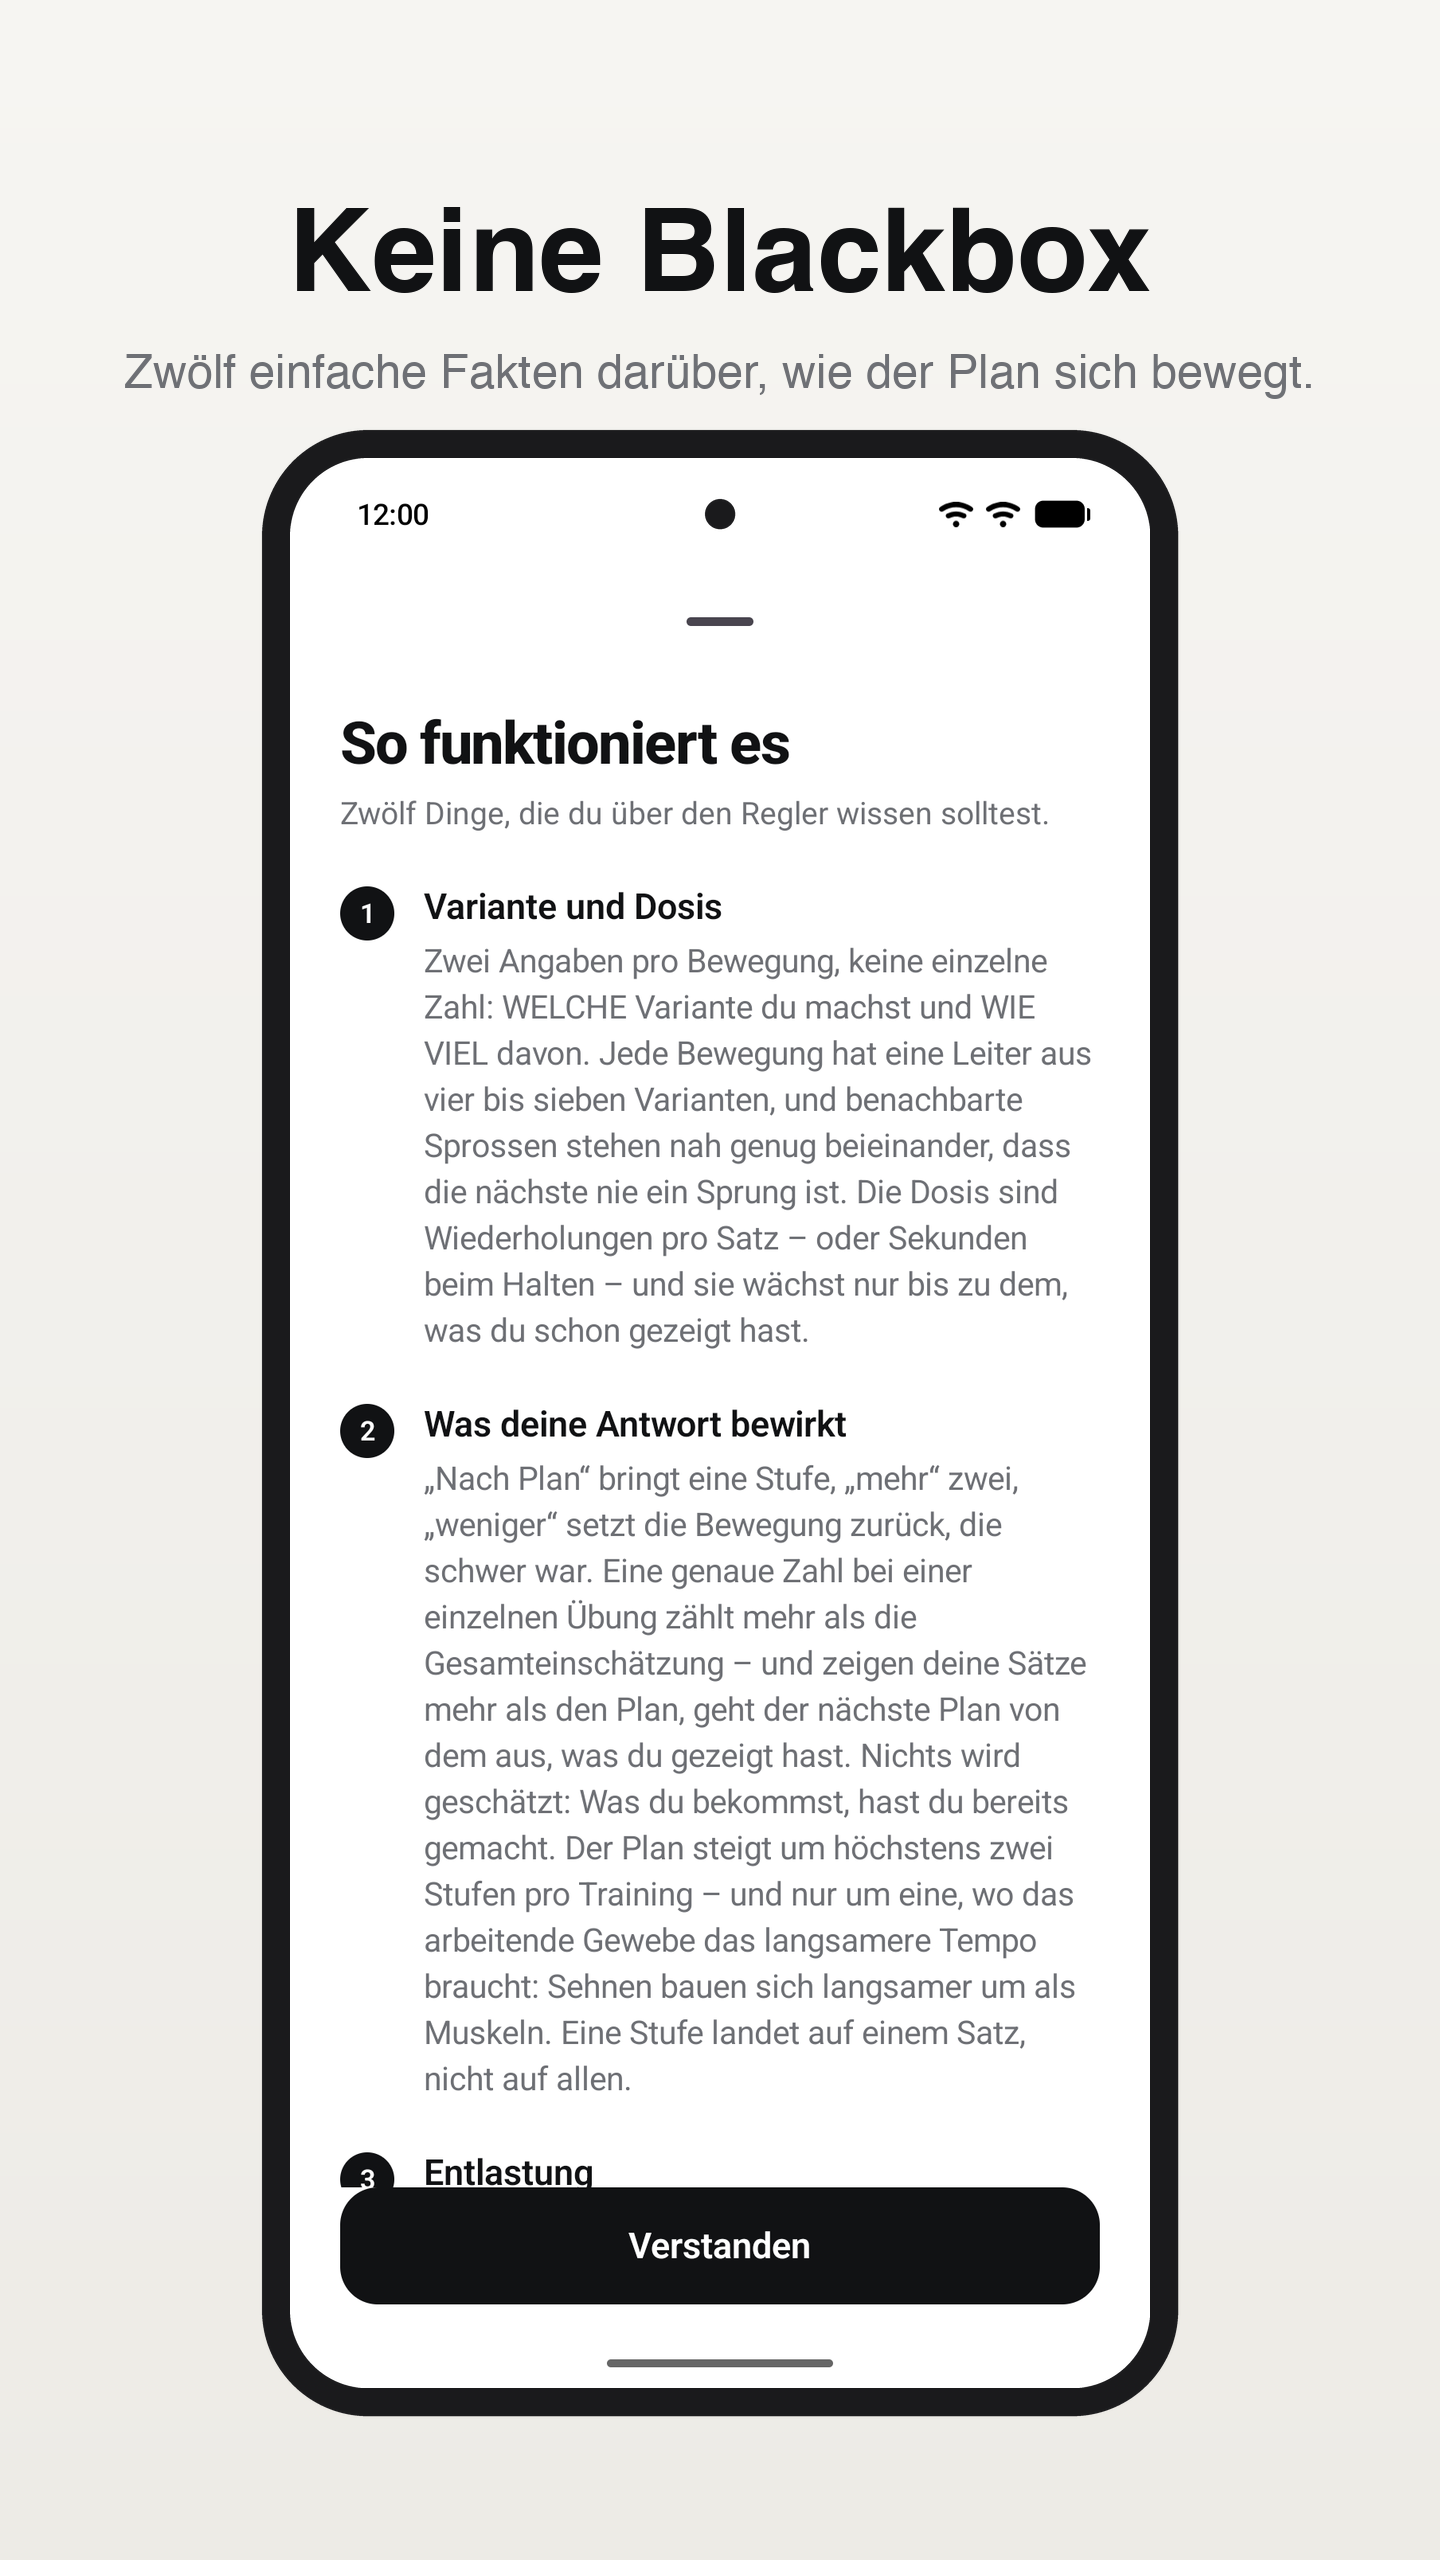 Keine Blackbox
Zwölf einfache Fakten darüber, wie der Plan sich bewegt.
12:00
So funktioniert es
Zwölf Dinge, die du über den Regler wissen solltest.
1
Variante und Dosis
Zwei Angaben pro Bewegung, keine einzelne
Zahl: WELCHE Variante du machst und WIE
VIEL davon. Jede Bewegung hat eine Leiter aus
vier bis sieben Varianten, und benachbarte
Sprossen stehen nah genug beieinander, dass
die nächste nie ein Sprung ist. Die Dosis sind
Wiederholungen pro Satz – oder Sekunden
beim Halten – und sie wächst nur bis zu dem,
was du schon gezeigt hast.
2
Was deine Antwort bewirkt
„Nach Plan“ bringt eine Stufe, „mehr“ zwei,
„weniger“ setzt die Bewegung zurück, die
schwer war. Eine genaue Zahl bei einer
einzelnen Übung zählt mehr als die
Gesamteinschätzung – und zeigen deine Sätze
mehr als den Plan, geht der nächste Plan von
dem aus, was du gezeigt hast. Nichts wird
geschätzt: Was du bekommst, hast du bereits
gemacht. Der Plan steigt um höchstens zwei
Stufen pro Training – und nur um eine, wo das
arbeitende Gewebe das langsamere Tempo
braucht: Sehnen bauen sich langsamer um als
Muskeln. Eine Stufe landet auf einem Satz,
nicht auf allen.
3
Entlastung
Verstanden